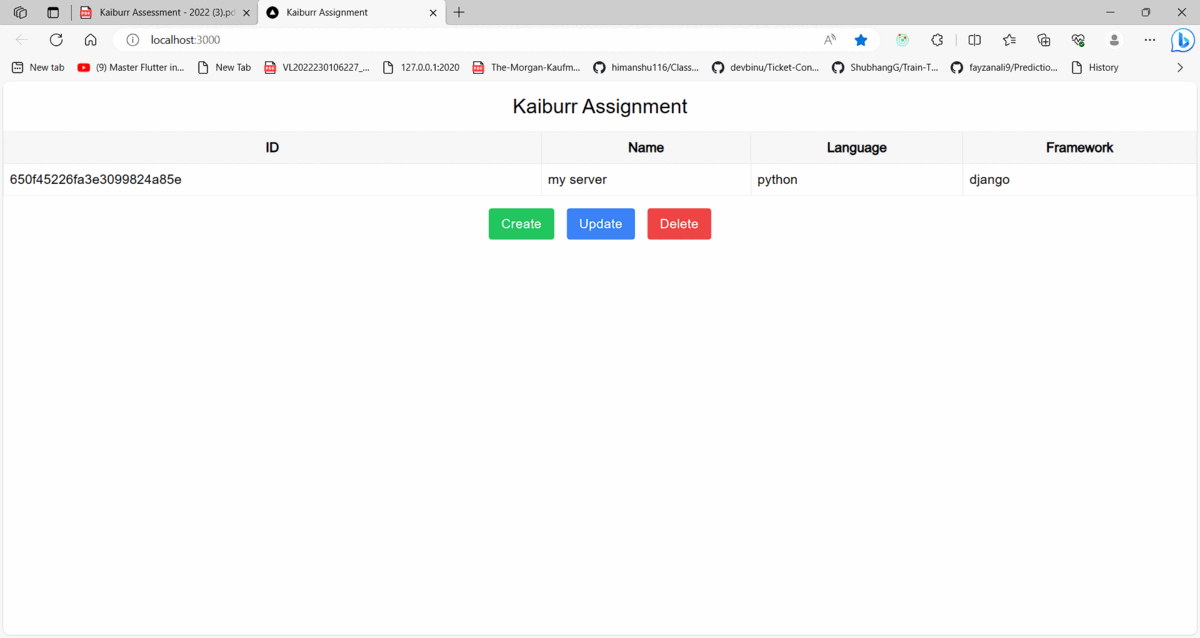 Kaiburr Assessment - 2022 (3).pd
Kaiburr Assignment
localhost:3000
New tab
(9) Master Flutter in...
New Tab
VL2022230106227_...
127.0.0.1:2020
The-Morgan-Kaufm...
himanshu116/Class...
devbinu/Ticket-Con...
ShubhangG/Train-T...
fayzanali9/Predictio...
History
Kaiburr Assignment
ID Name Language Framework
650f45226fa3e3099824a85e my server python django
Create Update Delete